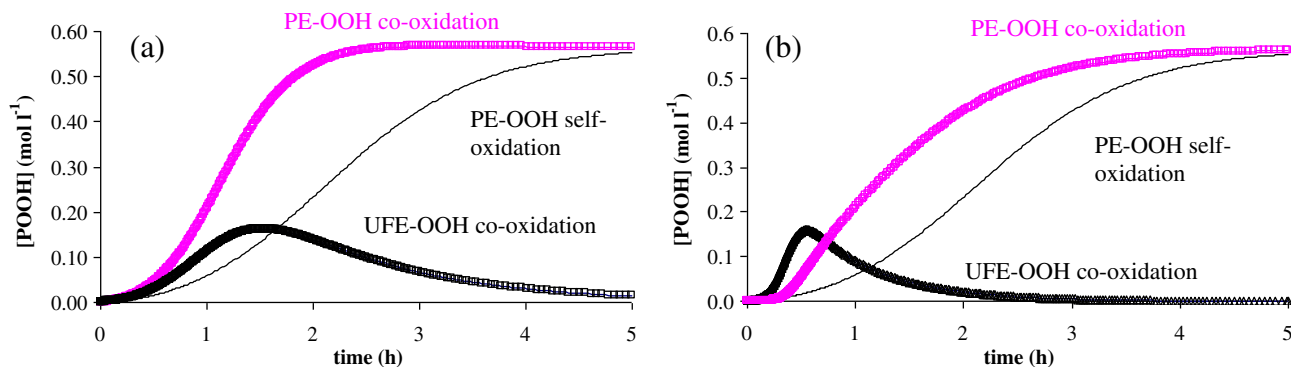 PE-OOH co-oxidation
(a)
[POOH] (mol l-1)
0.60
0.50
0.40
0.30
0.20
0.10
0.00
PE-OOH self-
oxidation
UFE-OOH co-oxidation
0 1 2 3 4 5
time (h)
PE-OOH co-oxidation
(b)
[POOH] (mol l-1)
0.6
0.5
0.4
0.3
0.2
0.1
0.0
PE-OOH self-
oxidation
UFE-OOH co-oxidation
0 1 2 3 4 5
time (h)